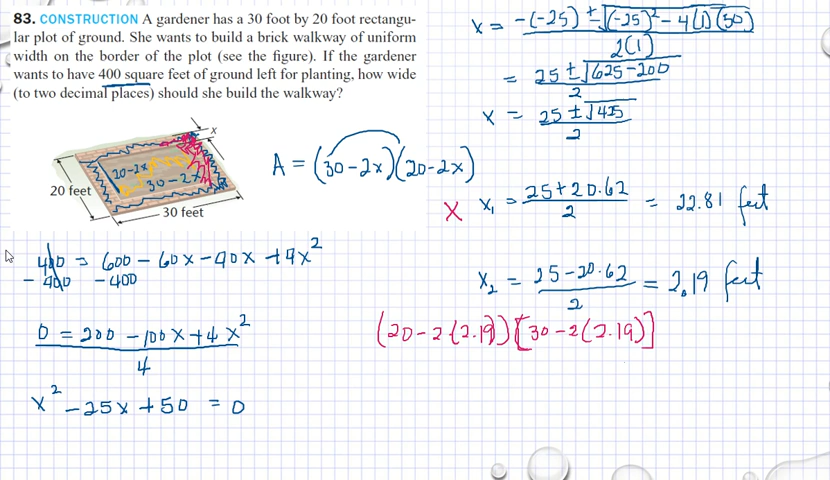 83. CONSTRUCTION A gardener has a 30 foot by 20 foot rectangu-
lar plot of ground. She wants to build a brick walkway of uniform
width on the border of the plot (see the figure). If the gardener
wants to have 400 square feet of ground left for planting, how wide
(to two decimal places) should she build the walkway?
x
20-2x
30-2x
20 feet
30 feet
A = (30-2x)(20-2x)
400 = 600 - 60x - 40x + 4x²
- 400 -400
0 = 200 - 100x + 4x²
4
x² - 25x + 50 = 0
x = -(-25) ± √(-25)² - 4(1)(50)
2(1)
= 25 ± √625-200
2
x = 25 ± √425
2
X x₁ = 25+20.62 = 22.81 feet
2
x₂ = 25-20.62 = 2.19 feet
2
(20-2(2.19))[30-2(2.19)]